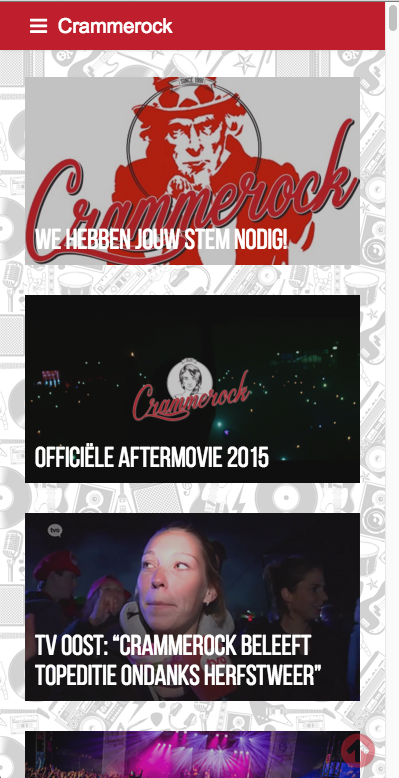 Crammerock
SINCE 1991
Crammerock
WE HEBBEN JOUW STEM NODIG!
Crammerock
OFFICIËLE AFTERMOVIE 2015
tvo
TV OOST: “CRAMMEROCK BELEEFT
TOPEDITIE ONDANKS HERFSTWEER”